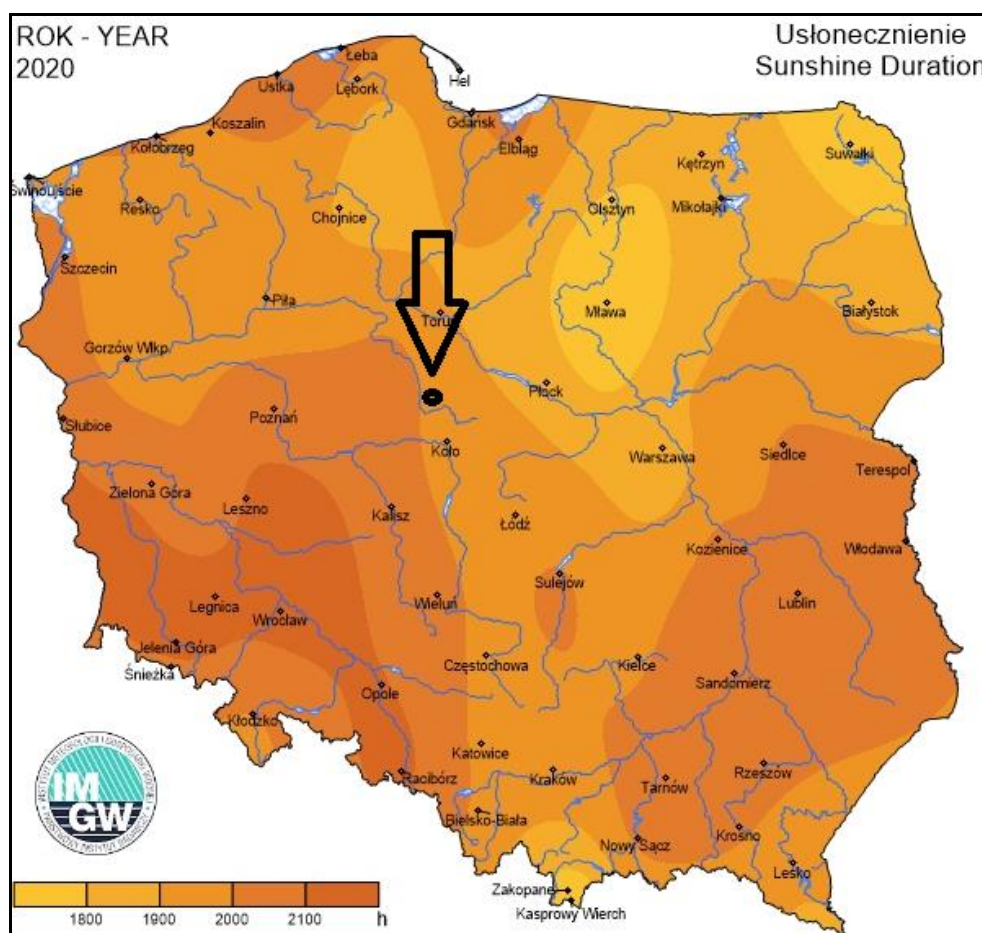 ROK - YEAR
2020
Usłonecznienie
Sunshine Duration
Łeba
Hel
Ustka
Lębork
Gdańsk
Koszalin
Kołobrzeg
Elbląg
Suwałki
Kętrzyn
Świnoujście
Resko
Chojnice
Olsztyn
Mikołajki
Szczecin
Piła
Toruń
Mława
Białystok
Gorzów Wlkp.
Płock
Słubice
Poznań
Koło
Warszawa
Siedlce
Terespol
Zielona Góra
Leszno
Kalisz
Łódź
Kozienice
Włodawa
Sulejów
Legnica
Wrocław
Wieluń
Lublin
Jelenia Góra
Śnieżka
Częstochowa
Kielce
Sandomierz
Opole
Kłodzko
Katowice
Kraków
Rzeszów
Racibórz
Tarnów
Bielsko-Biała
Krosno
Nowy Sącz
Lesko
Zakopane
Kasprowy Wierch
IM
GW
1800 1900 2000 2100 h